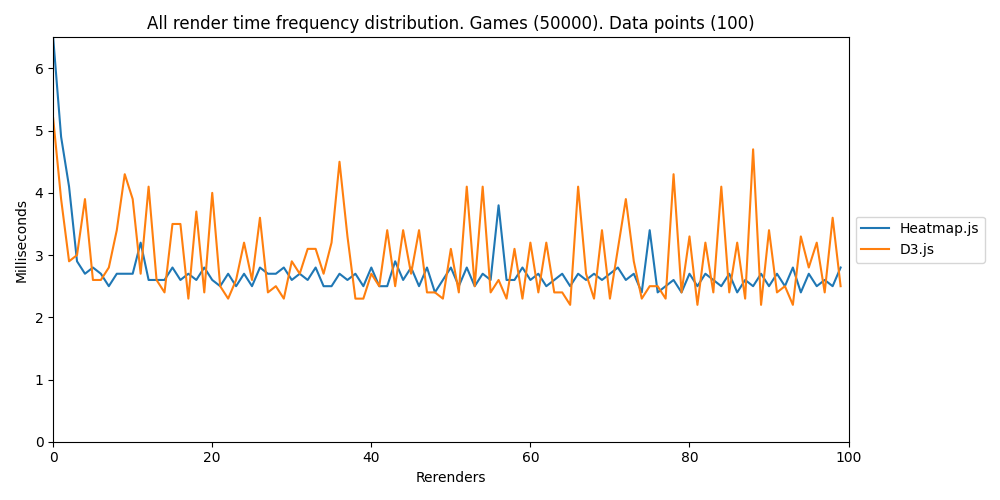 All render time frequency distribution. Games (50000). Data points (100)
6
5
4
3
2
1
0
Milliseconds
0 20 40 60 80 100
Rerenders
Heatmap.js
D3.js